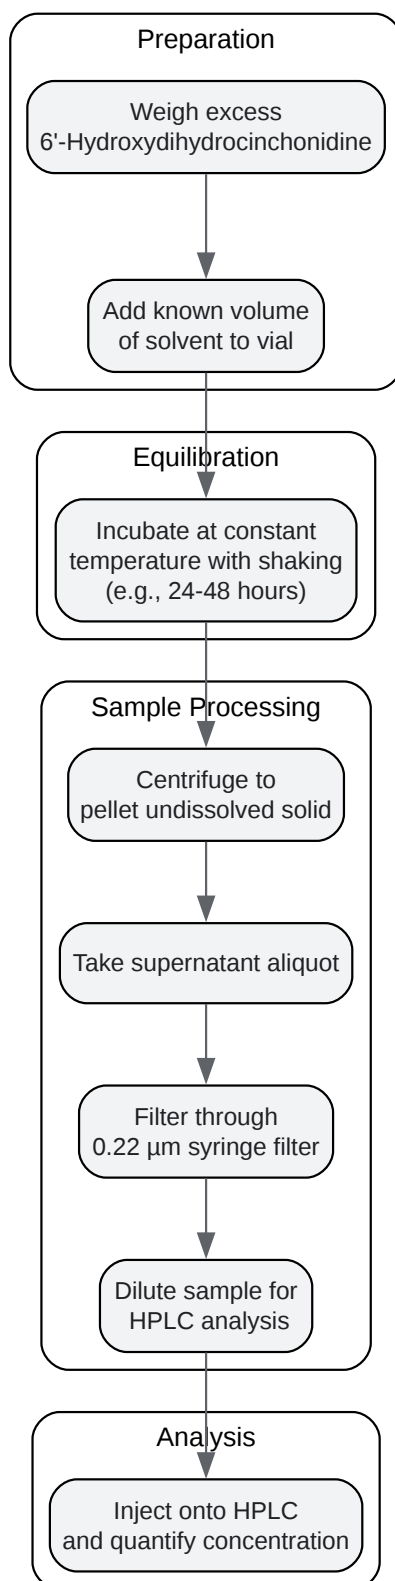 Preparation
Weigh excess
6'-Hydroxydihydrocinchonidine
Add known volume
of solvent to vial
Equilibration
Incubate at constant
temperature with shaking
(e.g., 24-48 hours)
Sample Processing
Centrifuge to
pellet undissolved solid
Take supernatant aliquot
Filter through
0.22 µm syringe filter
Dilute sample for
HPLC analysis
Analysis
Inject onto HPLC
and quantify concentration